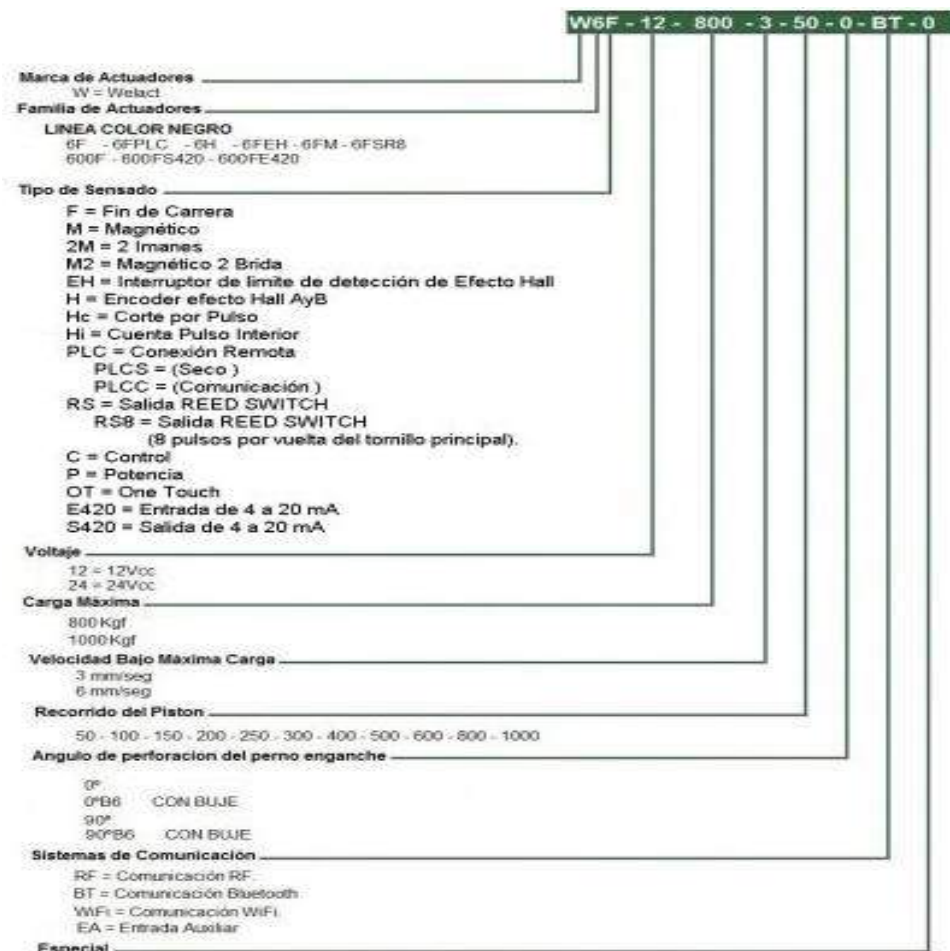 W6F - 12 - 800 - 3 - 50 - 0 - BT - 0
Marca de Actuadores
W = Welact
Familia de Actuadores
LINEA COLOR NEGRO
6F - 6FPLC - 6H - 6FEH - 6FM - 6FSR8
600F - 600FS420 - 600FE420
Tipo de Sensado
F = Fin de Carrera
M = Magnético
2M = 2 Imanes
M2 = Magnético 2 Brida
EH = Interruptor de limite de detección de Efecto Hall
H = Encoder efecto Hall AyB
Hc = Corte por Pulso
Hi = Cuenta Pulso Interior
PLC = Conexión Remota
PLCS = (Seco )
PLCC = (Comunicación )
RS = Salida REED SWITCH
RS8 = Salida REED SWITCH
(8 pulsos por vuelta del tornillo principal).
C = Control
P = Potencia
OT = One Touch
E420 = Entrada de 4 a 20 mA
S420 = Salida de 4 a 20 mA
Voltaje
12 = 12Vcc
24 = 24Vcc
Carga Máxima
800 Kgf
1000 Kgf
Velocidad Bajo Máxima Carga
3 mm/seg
6 mm/seg
Recorrido del Piston
50 - 100 - 150 - 200 - 250 - 300 - 400 - 500 - 600 - 800 - 1000
Angulo de perforacion del perno enganche
0º
0ºB6 CON BUJE
90º
90ºB6 CON BUJE
Sistemas de Comunicación
RF = Comunicación RF.
BT = Comunicación Bluetooth
WiFi = Comunicación WiFi.
EA = Entrada Auxiliar
Especial